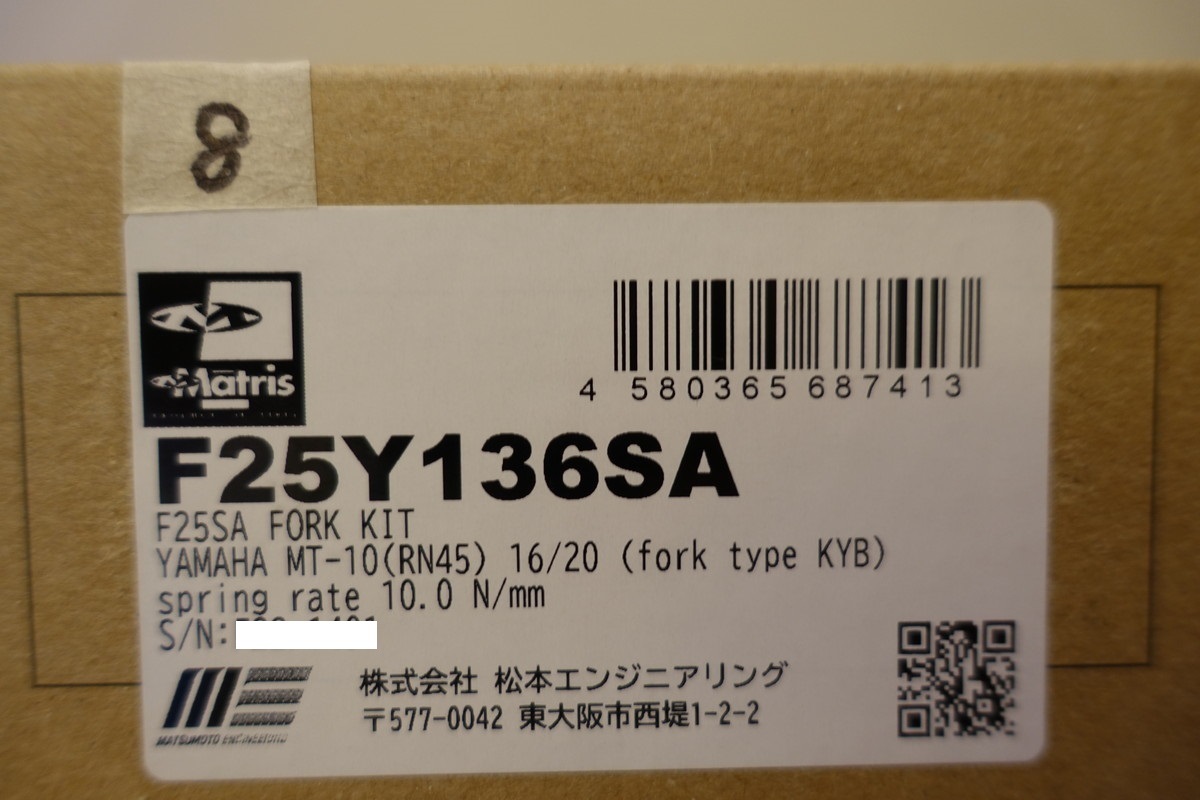 8
Matris
4 580365 687413
F25Y136SA
F25SA FORK KIT
YAMAHA MT-10(RN45) 16/20 (fork type KYB)
spring rate 10.0 N/mm
S/N:
株式会社 松本エンジニアリング
〒577-0042 東大阪市西堤1-2-2
MATSUMOTO ENGINEERING